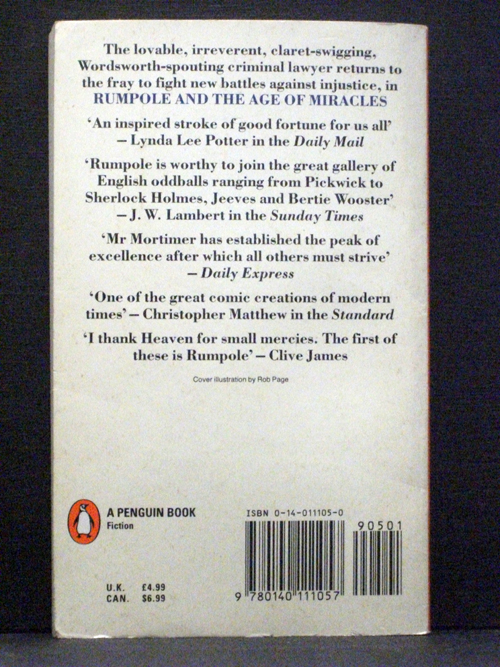 The lovable, irreverent, claret-swigging,
Wordsworth-spouting criminal lawyer returns to
the fray to fight new battles against injustice, in
RUMPOLE AND THE AGE OF MIRACLES
‘An inspired stroke of good fortune for us all’
– Lynda Lee Potter in the Daily Mail
‘Rumpole is worthy to join the great gallery of
English oddballs ranging from Pickwick to
Sherlock Holmes, Jeeves and Bertie Wooster’
– J. W. Lambert in the Sunday Times
‘Mr Mortimer has established the peak of
excellence after which all others must strive’
– Daily Express
‘One of the great comic creations of modern
times’ – Christopher Matthew in the Standard
‘I thank Heaven for small mercies. The first of
these is Rumpole’ – Clive James
Cover illustration by Rob Page
A PENGUIN BOOK
Fiction
U.K. £4.99
CAN. $6.99
ISBN 0-14-011105-0
90501
9 780140 111057